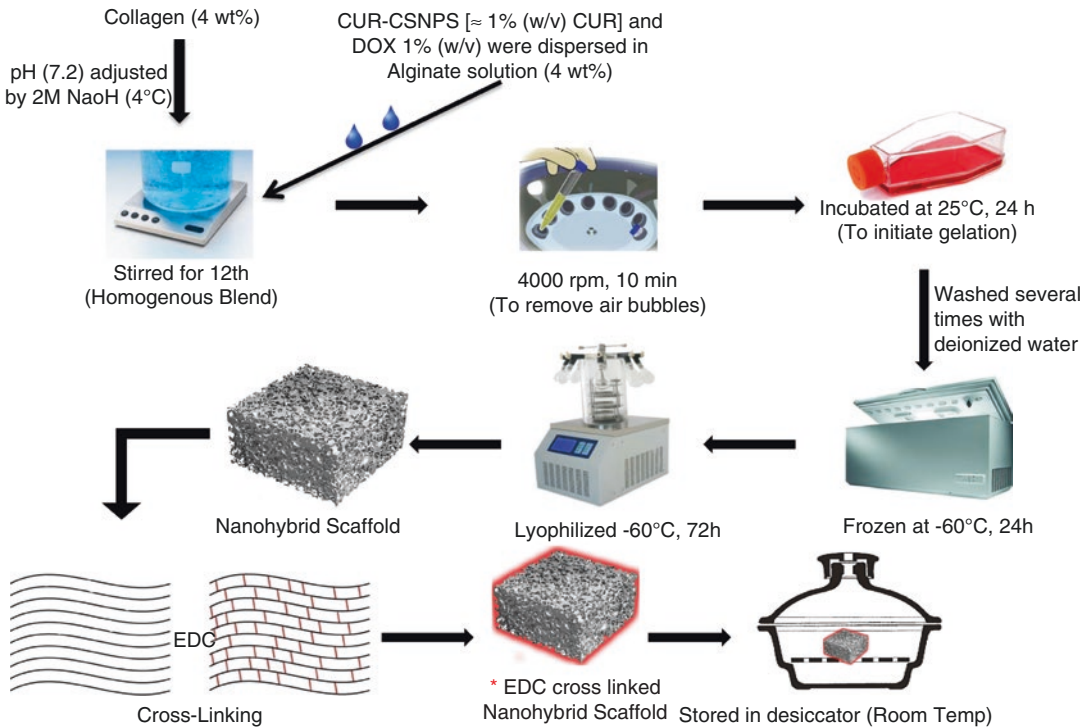 Collagen (4 wt%)
pH (7.2) adjusted
by 2M NaoH (4°C)
CUR-CSNPS [≈ 1% (w/v) CUR] and
DOX 1% (w/v) were dispersed in
Alginate solution (4 wt%)
Stirred for 12th
(Homogenous Blend)
4000 rpm, 10 min
(To remove air bubbles)
Incubated at 25°C, 24 h
(To initiate gelation)
Washed several
times with
deionized water
Frozen at -60°C, 24h
Lyophilized -60°C, 72h
Nanohybrid Scaffold
EDC
Cross-Linking
* EDC cross linked
Nanohybrid Scaffold
Stored in desiccator (Room Temp)